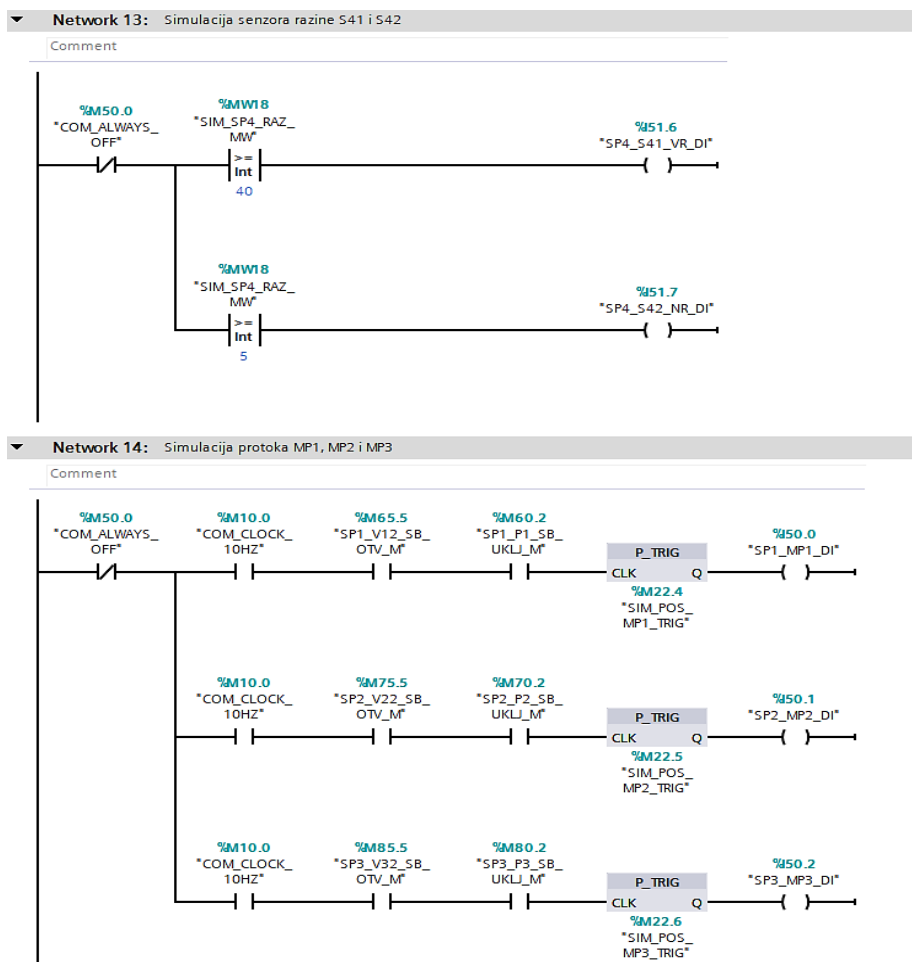 Network 13: Simulacija senzora razine S41 i S42
Comment
%M50.0
"COM_ALWAYS_
OFF"
%MW18
"SIM_SP4_RAZ_
MW"
>=
Int
40
%I51.6
"SP4_S41_VR_DI"
%MW18
"SIM_SP4_RAZ_
MW"
>=
Int
5
%I51.7
"SP4_S42_NR_DI"
Network 14: Simulacija protoka MP1, MP2 i MP3
Comment
%M50.0
"COM_ALWAYS_
OFF"
%M10.0
"COM_CLOCK_
10HZ"
%M65.5
"SP1_V12_SB_
OTV_M"
%M60.2
"SP1_P1_SB_
UKLJ_M"
P_TRIG
CLK Q
%M22.4
"SIM_POS_
MP1_TRIG"
%I50.0
"SP1_MP1_DI"
%M10.0
"COM_CLOCK_
10HZ"
%M75.5
"SP2_V22_SB_
OTV_M"
%M70.2
"SP2_P2_SB_
UKLJ_M"
P_TRIG
CLK Q
%M22.5
"SIM_POS_
MP2_TRIG"
%I50.1
"SP2_MP2_DI"
%M10.0
"COM_CLOCK_
10HZ"
%M85.5
"SP3_V32_SB_
OTV_M"
%M80.2
"SP3_P3_SB_
UKLJ_M"
P_TRIG
CLK Q
%M22.6
"SIM_POS_
MP3_TRIG"
%I50.2
"SP3_MP3_DI"